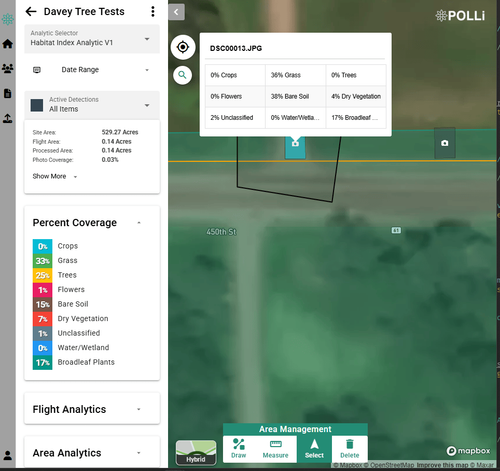 Davey Tree Tests
Analytic Selector
Habitat Index Analytic V1
Date Range
Active Detections
All Items
Site Area: 529.27 Acres
Flight Area: 0.14 Acres
Processed Area: 0.14 Acres
Photo Coverage: 0.03%
Show More
Percent Coverage
0% Crops
33% Grass
25% Trees
1% Flowers
15% Bare Soil
7% Dry Vegetation
1% Unclassified
0% Water/Wetland
17% Broadleaf Plants
Flight Analytics
Area Analytics
POLLi
DSC00013.JPG
0% Crops 36% Grass 0% Trees
0% Flowers 38% Bare Soil 4% Dry Vegetation
2% Unclassified 0% Water/Wetla... 17% Broadleaf ...
450th St
Area Management
Draw Measure Select Delete
Hybrid
mapbox
© Mapbox © OpenStreetMap Improve this map © Maxar